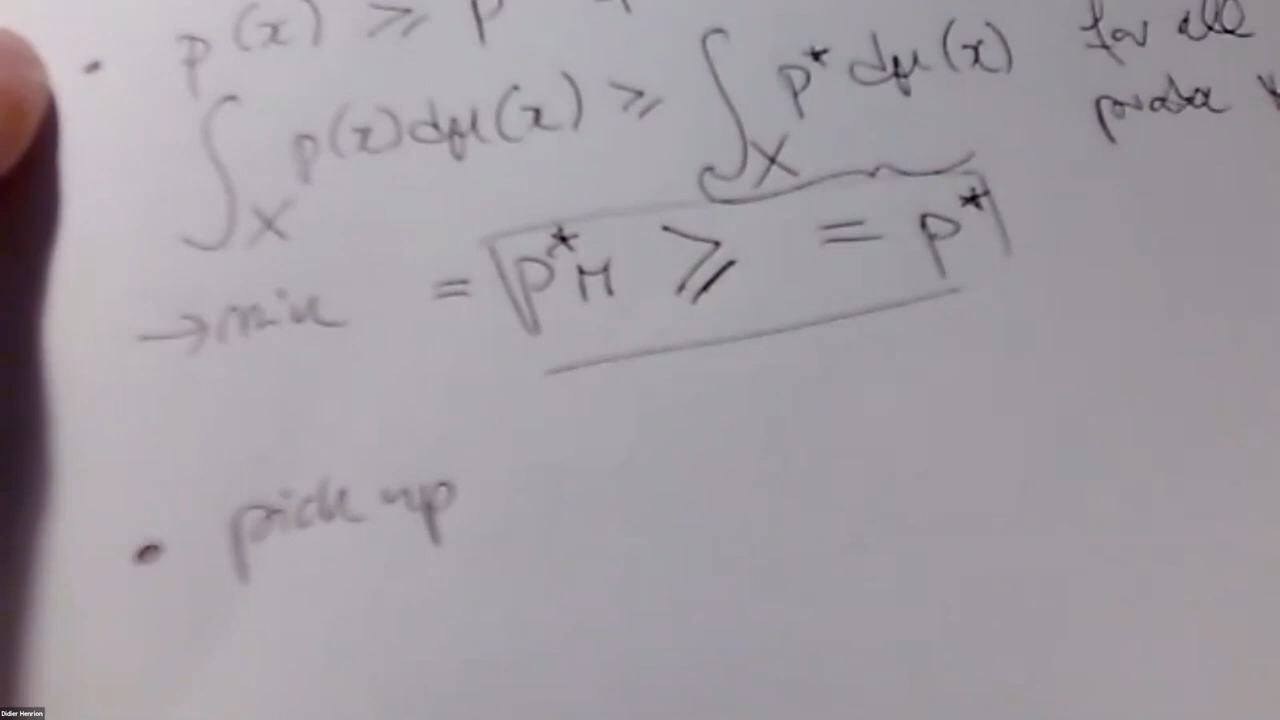 • p(x) ≥ p
∫_X p(x)dμ(x) ≥ ∫_X p* dμ(x) for all
→ min = p*_M ≥ = p*
• pick up
Didier Henrion